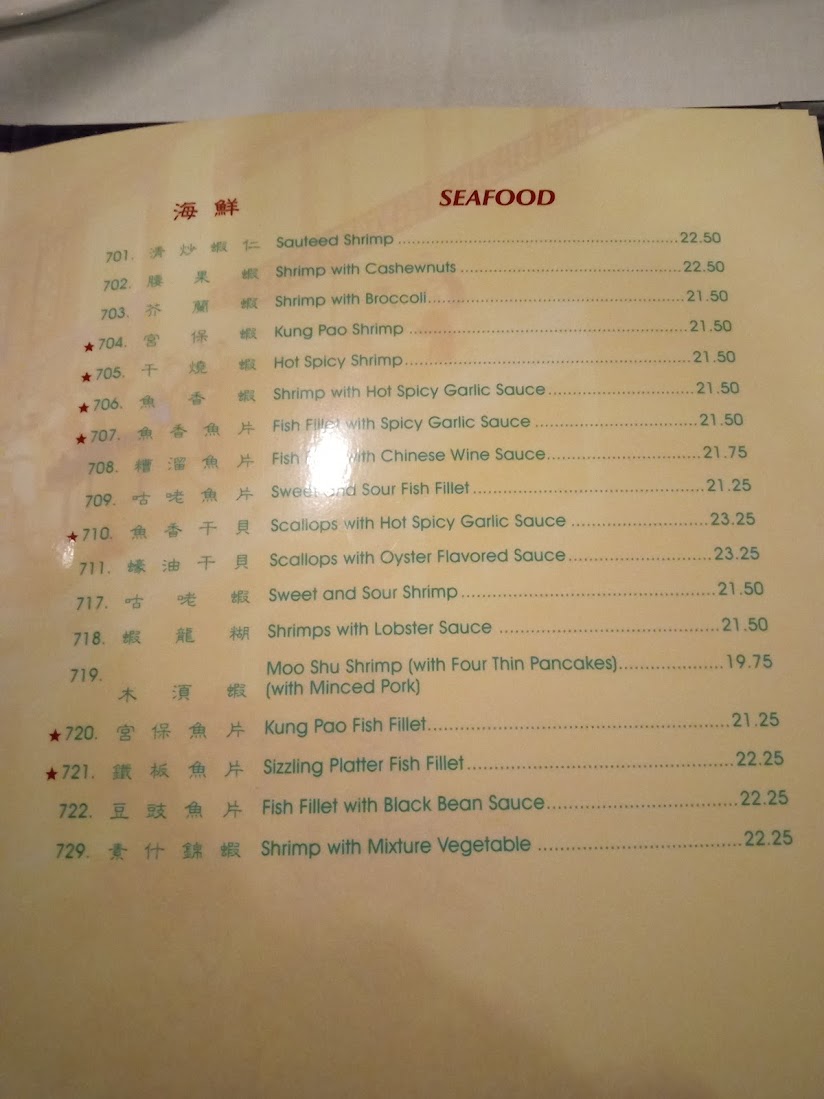 海鮮 SEAFOOD
701. 清炒蝦仁 Sauteed Shrimp 22.50
702. 腰果蝦 Shrimp with Cashewnuts 22.50
703. 芥蘭蝦 Shrimp with Broccoli 21.50
★704. 宮保蝦 Kung Pao Shrimp 21.50
★705. 干燒蝦 Hot Spicy Shrimp 21.50
★706. 魚香蝦 Shrimp with Hot Spicy Garlic Sauce 21.50
★707. 魚香魚片 Fish Fillet with Spicy Garlic Sauce 21.50
708. 糟溜魚片 Fish with Chinese Wine Sauce 21.75
709. 咕咾魚片 Sweet and Sour Fish Fillet 21.25
★710. 魚香干貝 Scallops with Hot Spicy Garlic Sauce 23.25
711. 蠔油干貝 Scallops with Oyster Flavored Sauce 23.25
717. 咕咾蝦 Sweet and Sour Shrimp 21.50
718. 蝦龍糊 Shrimps with Lobster Sauce 21.50
719. Moo Shu Shrimp (with Four Thin Pancakes) 19.75
木須蝦 (with Minced Pork)
★720. 宮保魚片 Kung Pao Fish Fillet 21.25
★721. 鐵板魚片 Sizzling Platter Fish Fillet 22.25
722. 豆豉魚片 Fish Fillet with Black Bean Sauce 22.25
729. 素什錦蝦 Shrimp with Mixture Vegetable 22.25